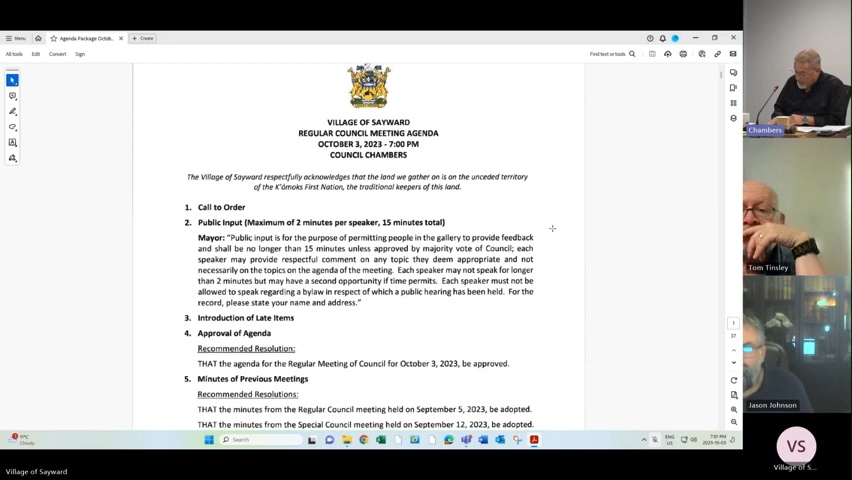 Menu
Agenda Package Octob...
Create
All tools
Edit
Convert
Sign
Find text or tools
VILLAGE OF SAYWARD
REGULAR COUNCIL MEETING AGENDA
OCTOBER 3, 2023 - 7:00 PM
COUNCIL CHAMBERS
The Village of Sayward respectfully acknowledges that the land we gather on is on the unceded territory
of the K'ómoks First Nation, the traditional keepers of this land.
1. Call to Order
2. Public Input (Maximum of 2 minutes per speaker, 15 minutes total)
Mayor: "Public input is for the purpose of permitting people in the gallery to provide feedback
and shall be no longer than 15 minutes unless approved by majority vote of Council; each
speaker may provide respectful comment on any topic they deem appropriate and not
necessarily on the topics on the agenda of the meeting. Each speaker may not speak for longer
than 2 minutes but may have a second opportunity if time permits. Each speaker must not be
allowed to speak regarding a bylaw in respect of which a public hearing has been held. For the
record, please state your name and address."
3. Introduction of Late Items
4. Approval of Agenda
Recommended Resolution:
THAT the agenda for the Regular Meeting of Council for October 3, 2023, be approved.
5. Minutes of Previous Meetings
Recommended Resolutions:
THAT the minutes from the Regular Council meeting held on September 5, 2023, be adopted.
THAT the minutes from the Special Council meeting held on September 12, 2023, be adopted.
1
37
Cloudy
Search
ENG
US
7:01 PM
2023-10-03
Chambers
Tom Tinsley
Jason Johnson
VS
Village of S...
Village of Sayward